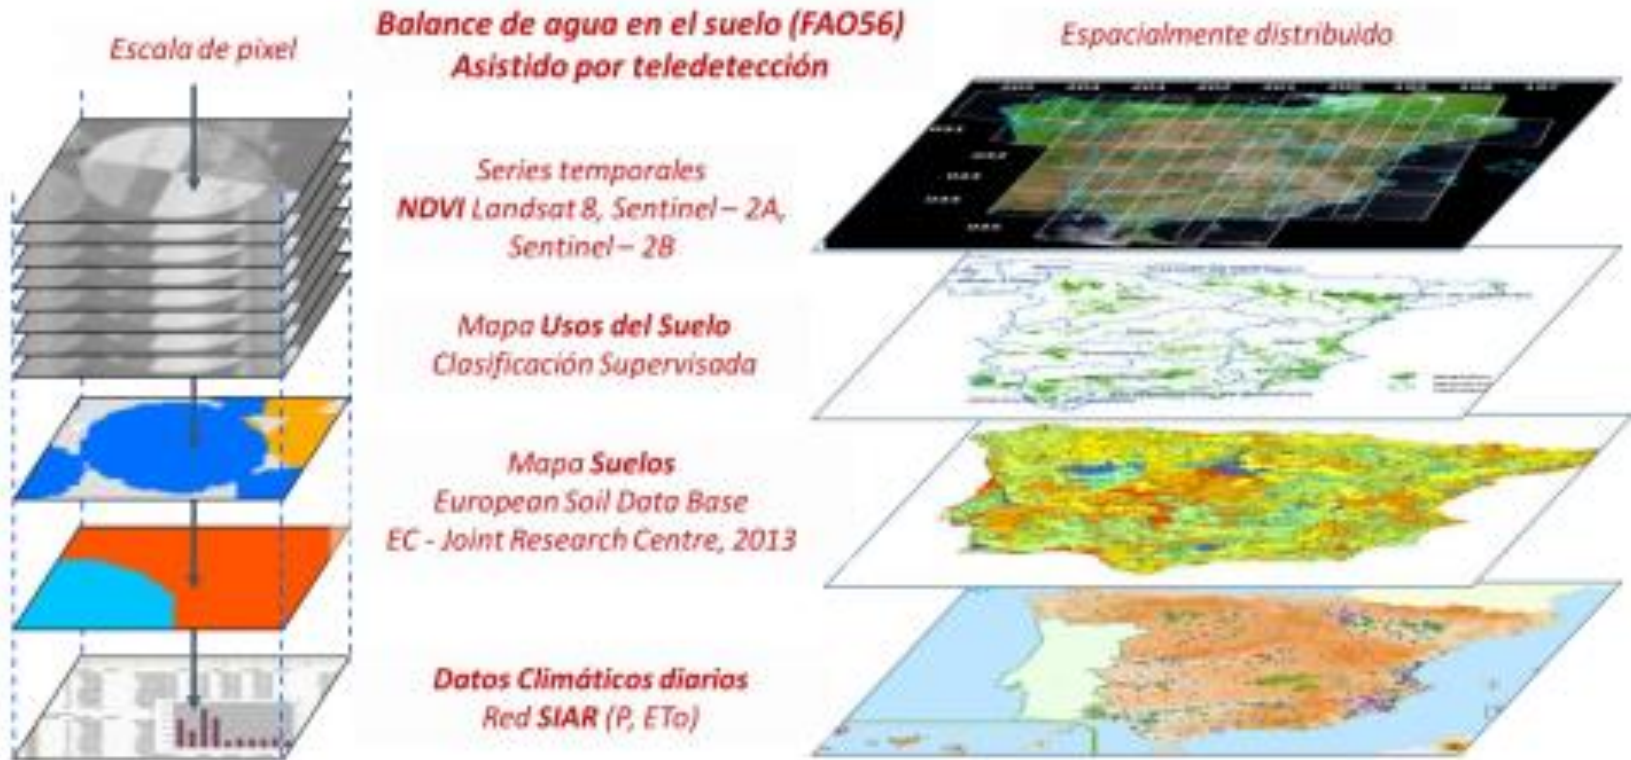 Escala de pixel
Balance de agua en el suelo (FAO56)
Asistido por teledetección
Espacialmente distribuido
Series temporales
NDVI Landsat 8, Sentinel – 2A,
Sentinel – 2B
Mapa Usos del Suelo
Clasificación Supervisada
Mapa Suelos
European Soil Data Base
EC - Joint Research Centre, 2013
Datos Climáticos diarios
Red SIAR (P, ETo)